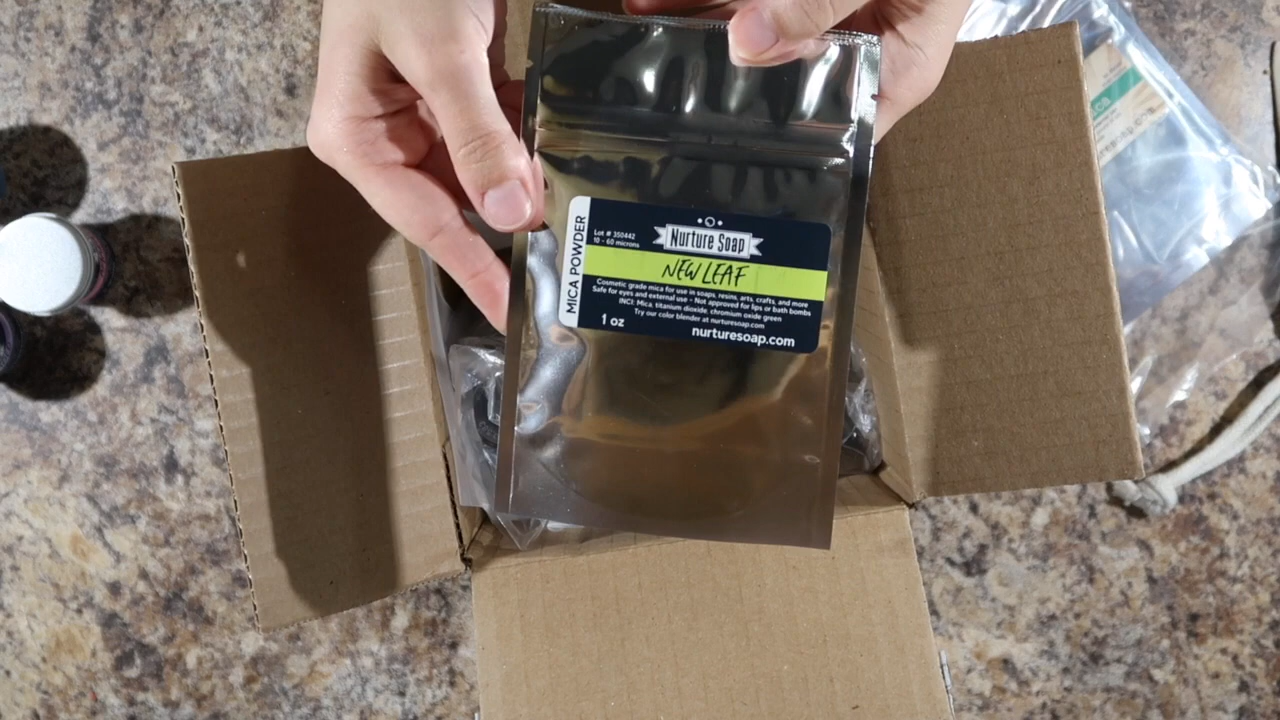 MICA POWDER
Lot # 350442
10 - 60 microns
Nurture Soap
NEW LEAF
Cosmetic grade mica for use in soaps, resins, arts, crafts, and more
Safe for eyes and external use - Not approved for lips or bath bombs
INCI: Mica, titanium dioxide, chromium oxide green
Try our color blender at nurturesoap.com
1 oz
nurturesoap.com